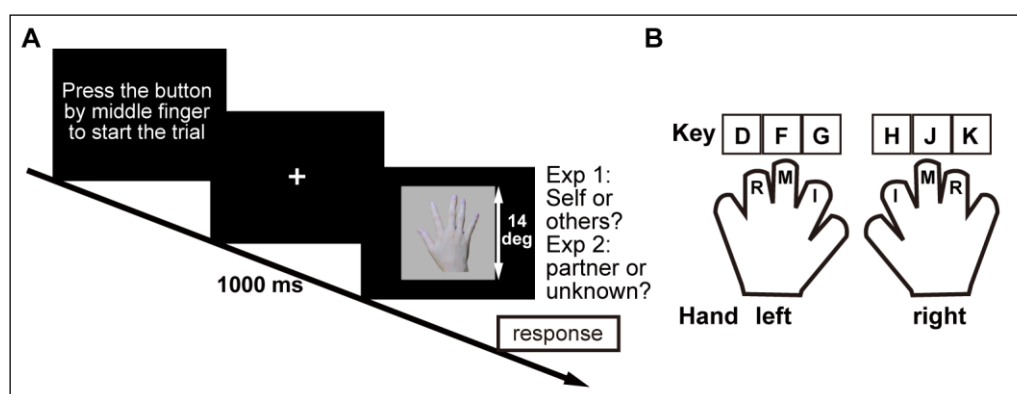 A
Press the button
by middle finger
to start the trial
+
1000 ms
14
deg
Exp 1:
Self or
others?
Exp 2:
partner or
unknown?
response
B
Key D F G H J K
R M I I M R
Hand left right